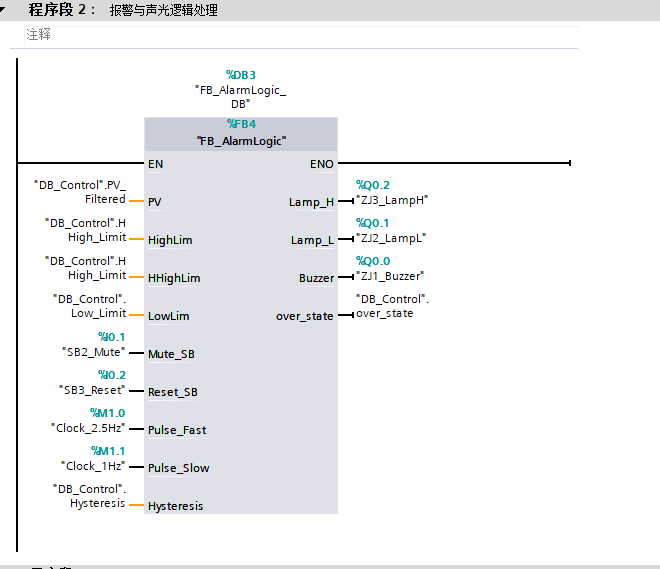 程序段 2： 报警与声光逻辑处理
注释
%DB3
"FB_AlarmLogic_
DB"
%FB4
"FB_AlarmLogic"
EN
ENO
"DB_Control".PV_
Filtered
PV
Lamp_H
%Q0.2
"ZJ3_LampH"
"DB_Control".H
High_Limit
HighLim
Lamp_L
%Q0.1
"ZJ2_LampL"
"DB_Control".H
High_Limit
HHighLim
Buzzer
%Q0.0
"ZJ1_Buzzer"
"DB_Control".
Low_Limit
LowLim
over_state
"DB_Control".
over_state
%I0.1
"SB2_Mute"
Mute_SB
%I0.2
"SB3_Reset"
Reset_SB
%M1.0
"Clock_2.5Hz"
Pulse_Fast
%M1.1
"Clock_1Hz"
Pulse_Slow
"DB_Control".
Hysteresis
Hysteresis